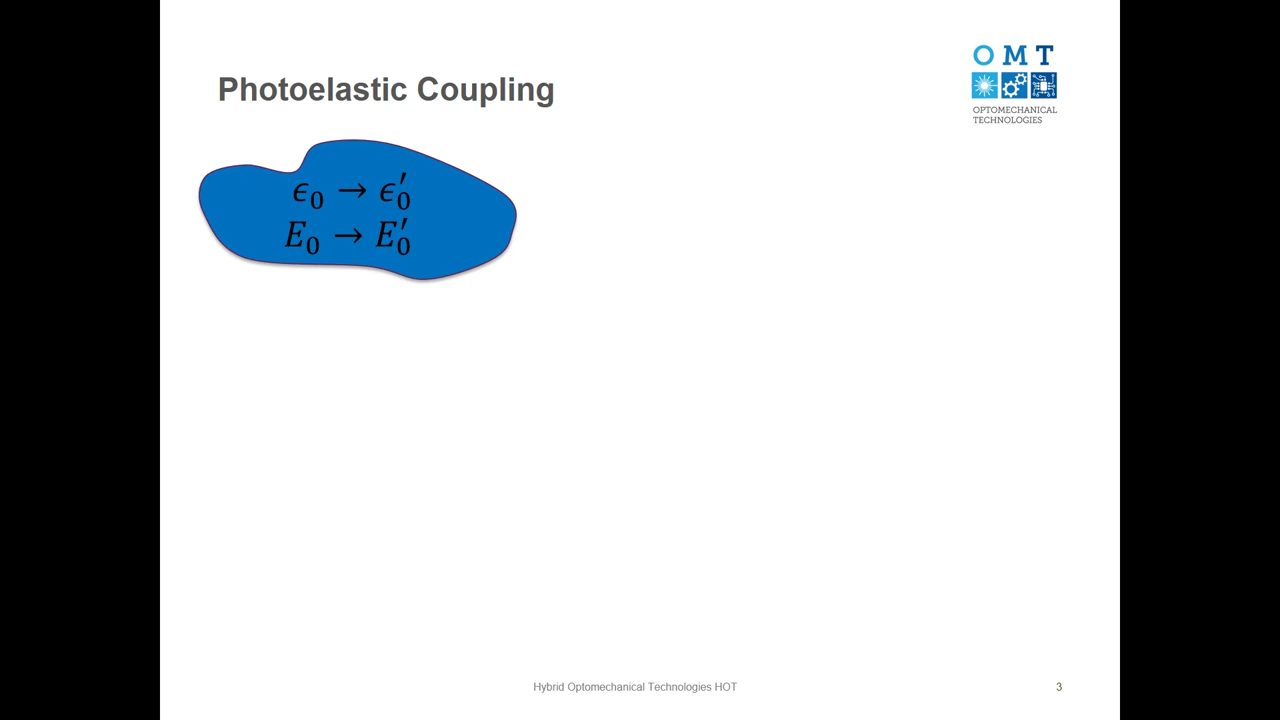 Photoelastic Coupling
O M T
OPTOMECHANICAL
TECHNOLOGIES
ϵ₀ → ϵ₀′
E₀ → E₀′
Hybrid Optomechanical Technologies HOT
3